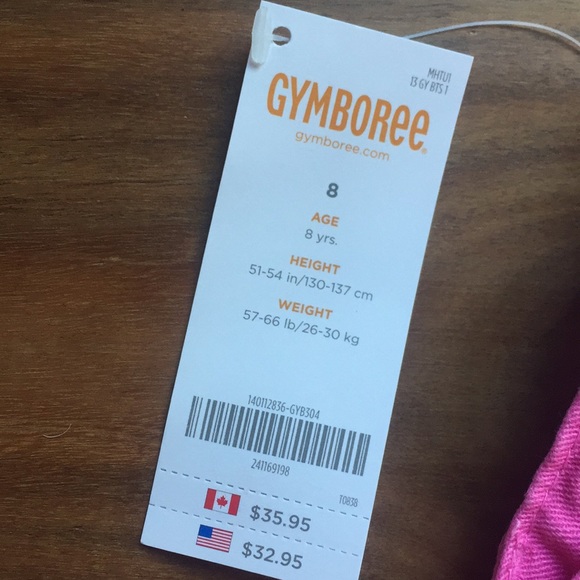 MHTU1
13 GY BTS 1
GYMBORee
gymboree.com
8
AGE
8 yrs.
HEIGHT
51-54 in/130-137 cm
WEIGHT
57-66 lb/26-30 kg
140112836-GYB304
241169198
T0838
$35.95
$32.95